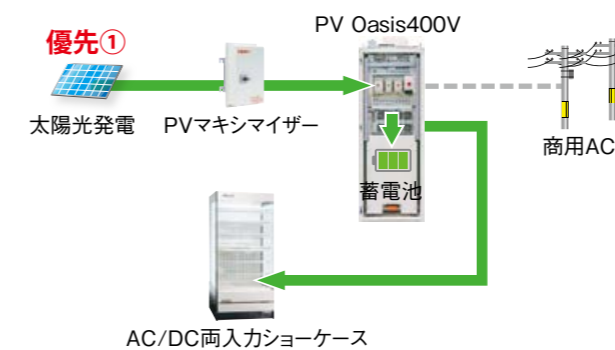 PV Oasis400V
優先①
太陽光発電
PVマキシマイザー
商用AC
蓄電池
AC/DC両入力ショーケース